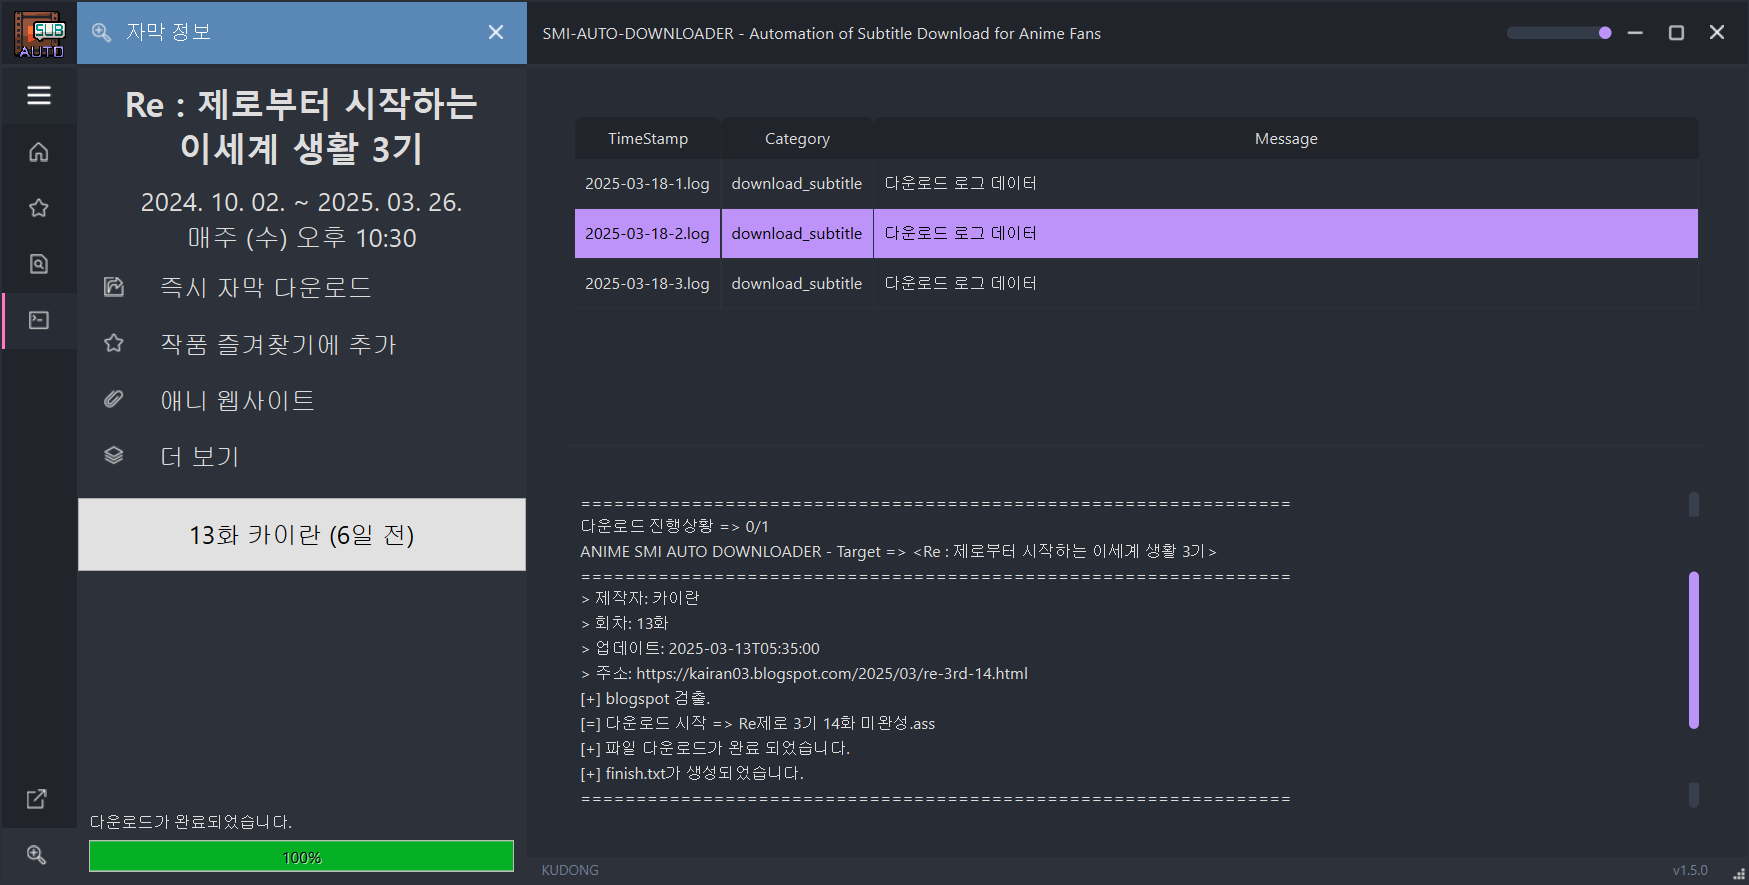 SUB
AUTO
자막 정보
SMI-AUTO-DOWNLOADER - Automation of Subtitle Download for Anime Fans
Re : 제로부터 시작하는
이세계 생활 3기
2024. 10. 02. ~ 2025. 03. 26.
매주 (수) 오후 10:30
즉시 자막 다운로드
작품 즐겨찾기에 추가
애니 웹사이트
더 보기
13화 카이란 (6일 전)
다운로드가 완료되었습니다.
100%
TimeStamp Category Message
2025-03-18-1.log download_subtitle 다운로드 로그 데이터
2025-03-18-2.log download_subtitle 다운로드 로그 데이터
2025-03-18-3.log download_subtitle 다운로드 로그 데이터
================================================================
다운로드 진행상황 => 0/1
ANIME SMI AUTO DOWNLOADER - Target => <Re : 제로부터 시작하는 이세계 생활 3기>
================================================================
> 제작자: 카이란
> 회차: 13화
> 업데이트: 2025-03-13T05:35:00
> 주소: https://kairan03.blogspot.com/2025/03/re-3rd-14.html
[+] blogspot 검출.
[=] 다운로드 시작 => Re제로 3기 14화 미완성.ass
[+] 파일 다운로드가 완료 되었습니다.
[+] finish.txt가 생성되었습니다.
================================================================
KUDONG
v1.5.0